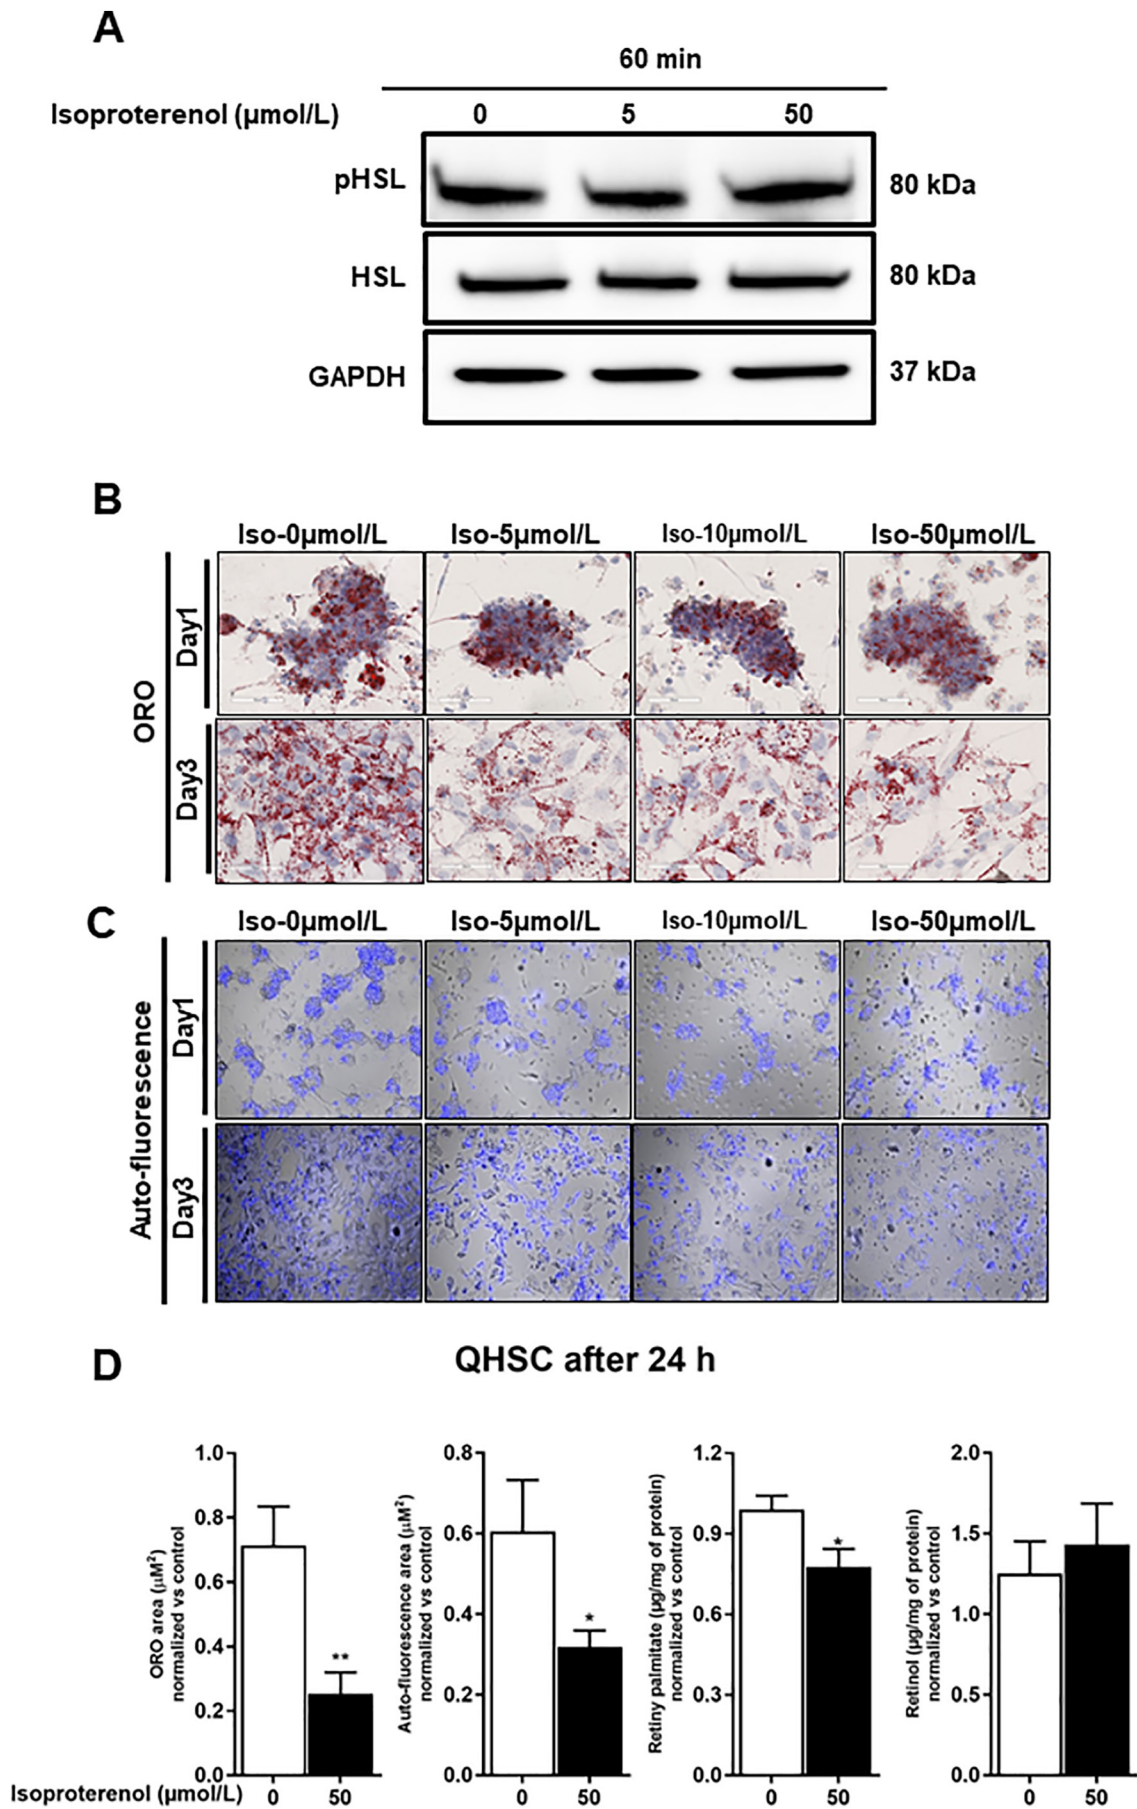 A
60 min
Isoproterenol (µmol/L) 0 5 50
pHSL 80 kDa
HSL 80 kDa
GAPDH 37 kDa
B
Iso-0µmol/L Iso-5µmol/L Iso-10µmol/L Iso-50µmol/L
ORO
Day1
Day3
C
Iso-0µmol/L Iso-5µmol/L Iso-10µmol/L Iso-50µmol/L
Auto-fluorescence
Day1
Day3
D
QHSC after 24 h
ORO area (µM²)
normalized vs control
1.0
0.8
0.6
0.4
0.2
0.0
**
Auto-fluorescence area (µM²)
normalized vs control
0.8
0.6
0.4
0.2
0.0
*
Retiny palmitate (µg/mg of protein)
normalized vs control
1.2
0.9
0.6
0.3
0.0
*
Retinol (µg/mg of protein)
normalized vs control
2.0
1.5
1.0
0.5
0.0
Isoproterenol (µmol/L) 0 50 0 50 0 50 0 50